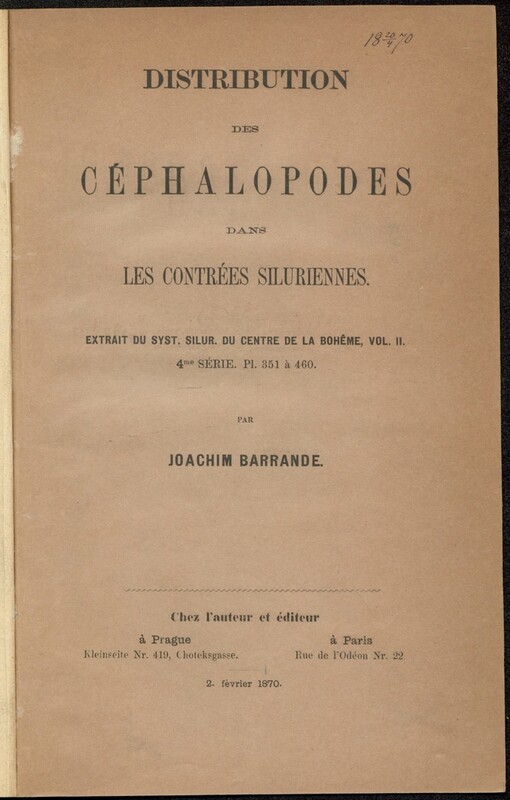 18 20/4 70
DISTRIBUTION
DES
CÉPHALOPODES
DANS
LES CONTRÉES SILURIENNES.
EXTRAIT DU SYST. SILUR. DU CENTRE DE LA BOHÊME, VOL. II.
4me SÉRIE. Pl. 351 à 460.
PAR
JOACHIM BARRANDE.
Chez l'auteur et éditeur
à Prague
Kleinseite Nr. 419, Choteksgasse.
à Paris
Rue de l'Odéon Nr. 22
2. février 1870.